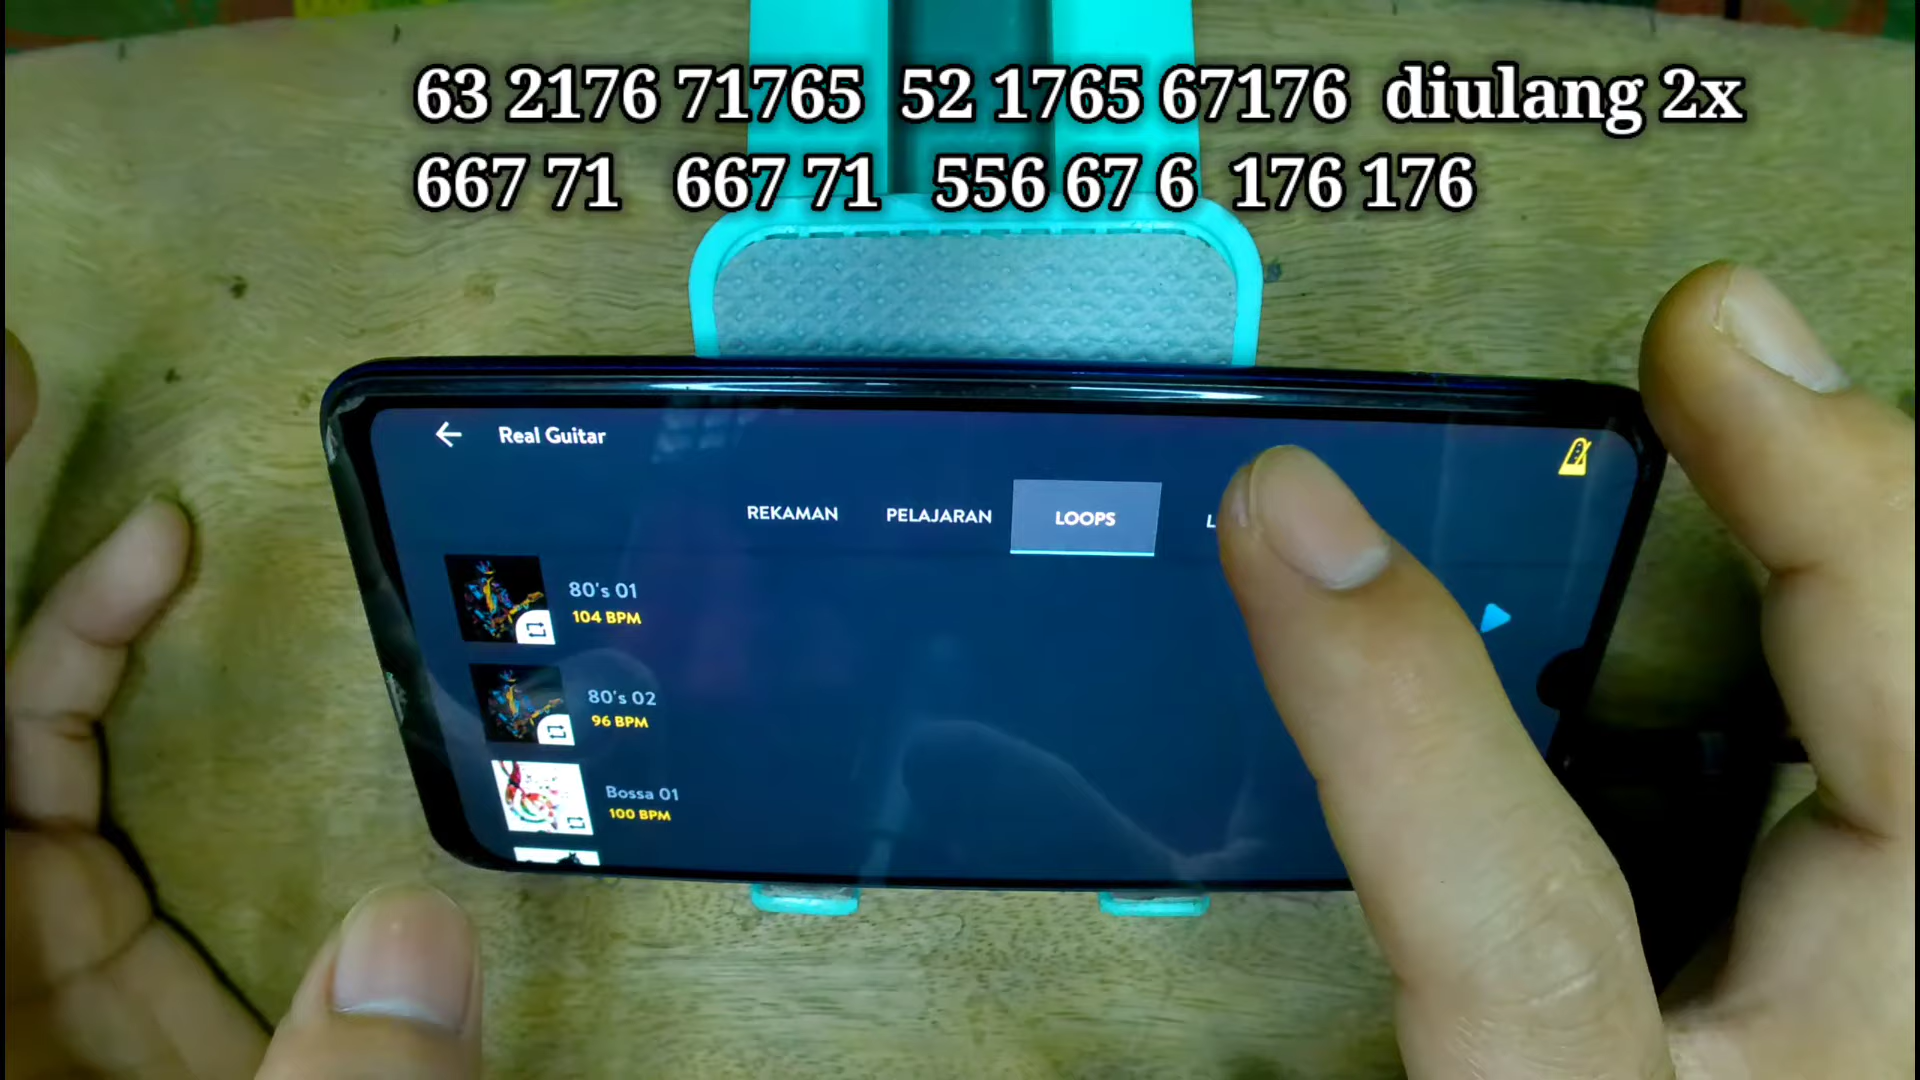 63 2176 71765 52 1765 67176 diulang 2x
667 71 667 71 556 67 6 176 176
Real Guitar
REKAMAN PELAJARAN LOOPS
80's 01
104 BPM
80's 02
96 BPM
Bossa 01
100 BPM